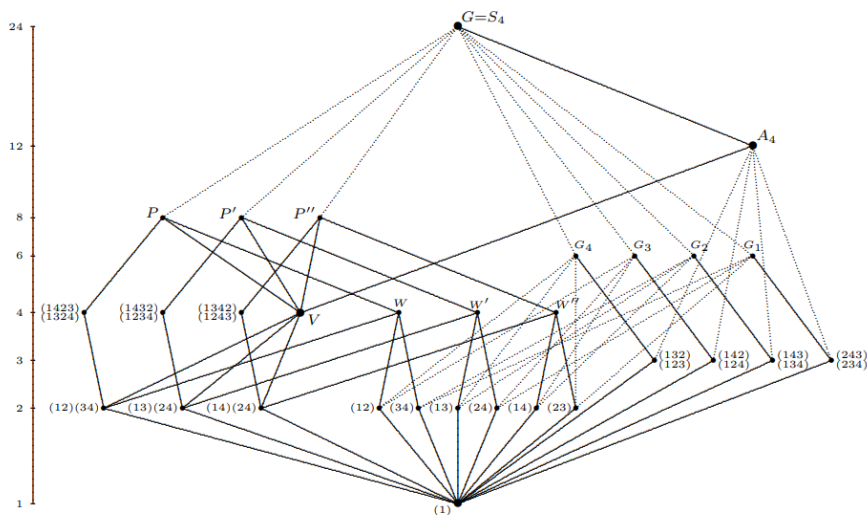 24 G=S₄
12 A₄
8 P P′ P″
6 G₄ G₃ G₂ G₁
4 (1423) (1432) (1342) V W W′ W″
(1324) (1234) (1243)
3 (132) (142) (143) (243)
(123) (124) (134) (234)
2 (12)(34) (13)(24) (14)(24) (12) (34) (13) (24) (14) (23)
1 (1)